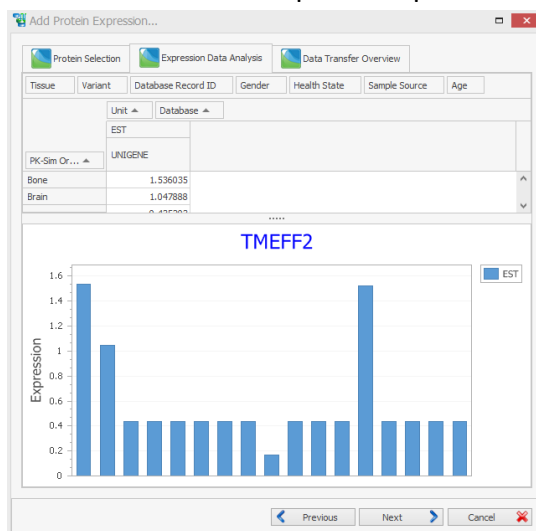 Add Protein Expression...
Protein Selection
Expression Data Analysis
Data Transfer Overview
Tissue
Variant
Database Record ID
Gender
Health State
Sample Source
Age
Unit
Database
EST
PK-Sim Or...
UNIGENE
Bone 1.536035
Brain 1.047888
TMEFF2
EST
Expression
1.6
1.4
1.2
1
0.8
0.6
0.4
0.2
0
Previous
Next
Cancel